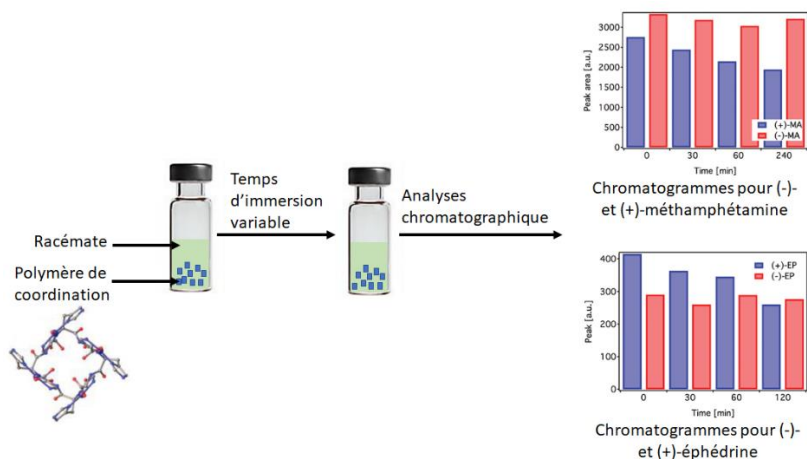 Racémate
Polymère de
coordination
Temps
d'immersion
variable
Analyses
chromatographique
Peak area [a.u.]
3000
2500
2000
1500
1000
500
0
(+)-MA
(-)-MA
0 30 60 240
Time [min]
Chromatogrammes pour (-)-
et (+)-méthamphétamine
Peak [a.u.]
400
300
200
100
0
(+)-EP
(-)-EP
0 30 60 120
Time [min]
Chromatogrammes pour (-)-
et (+)-éphédrine